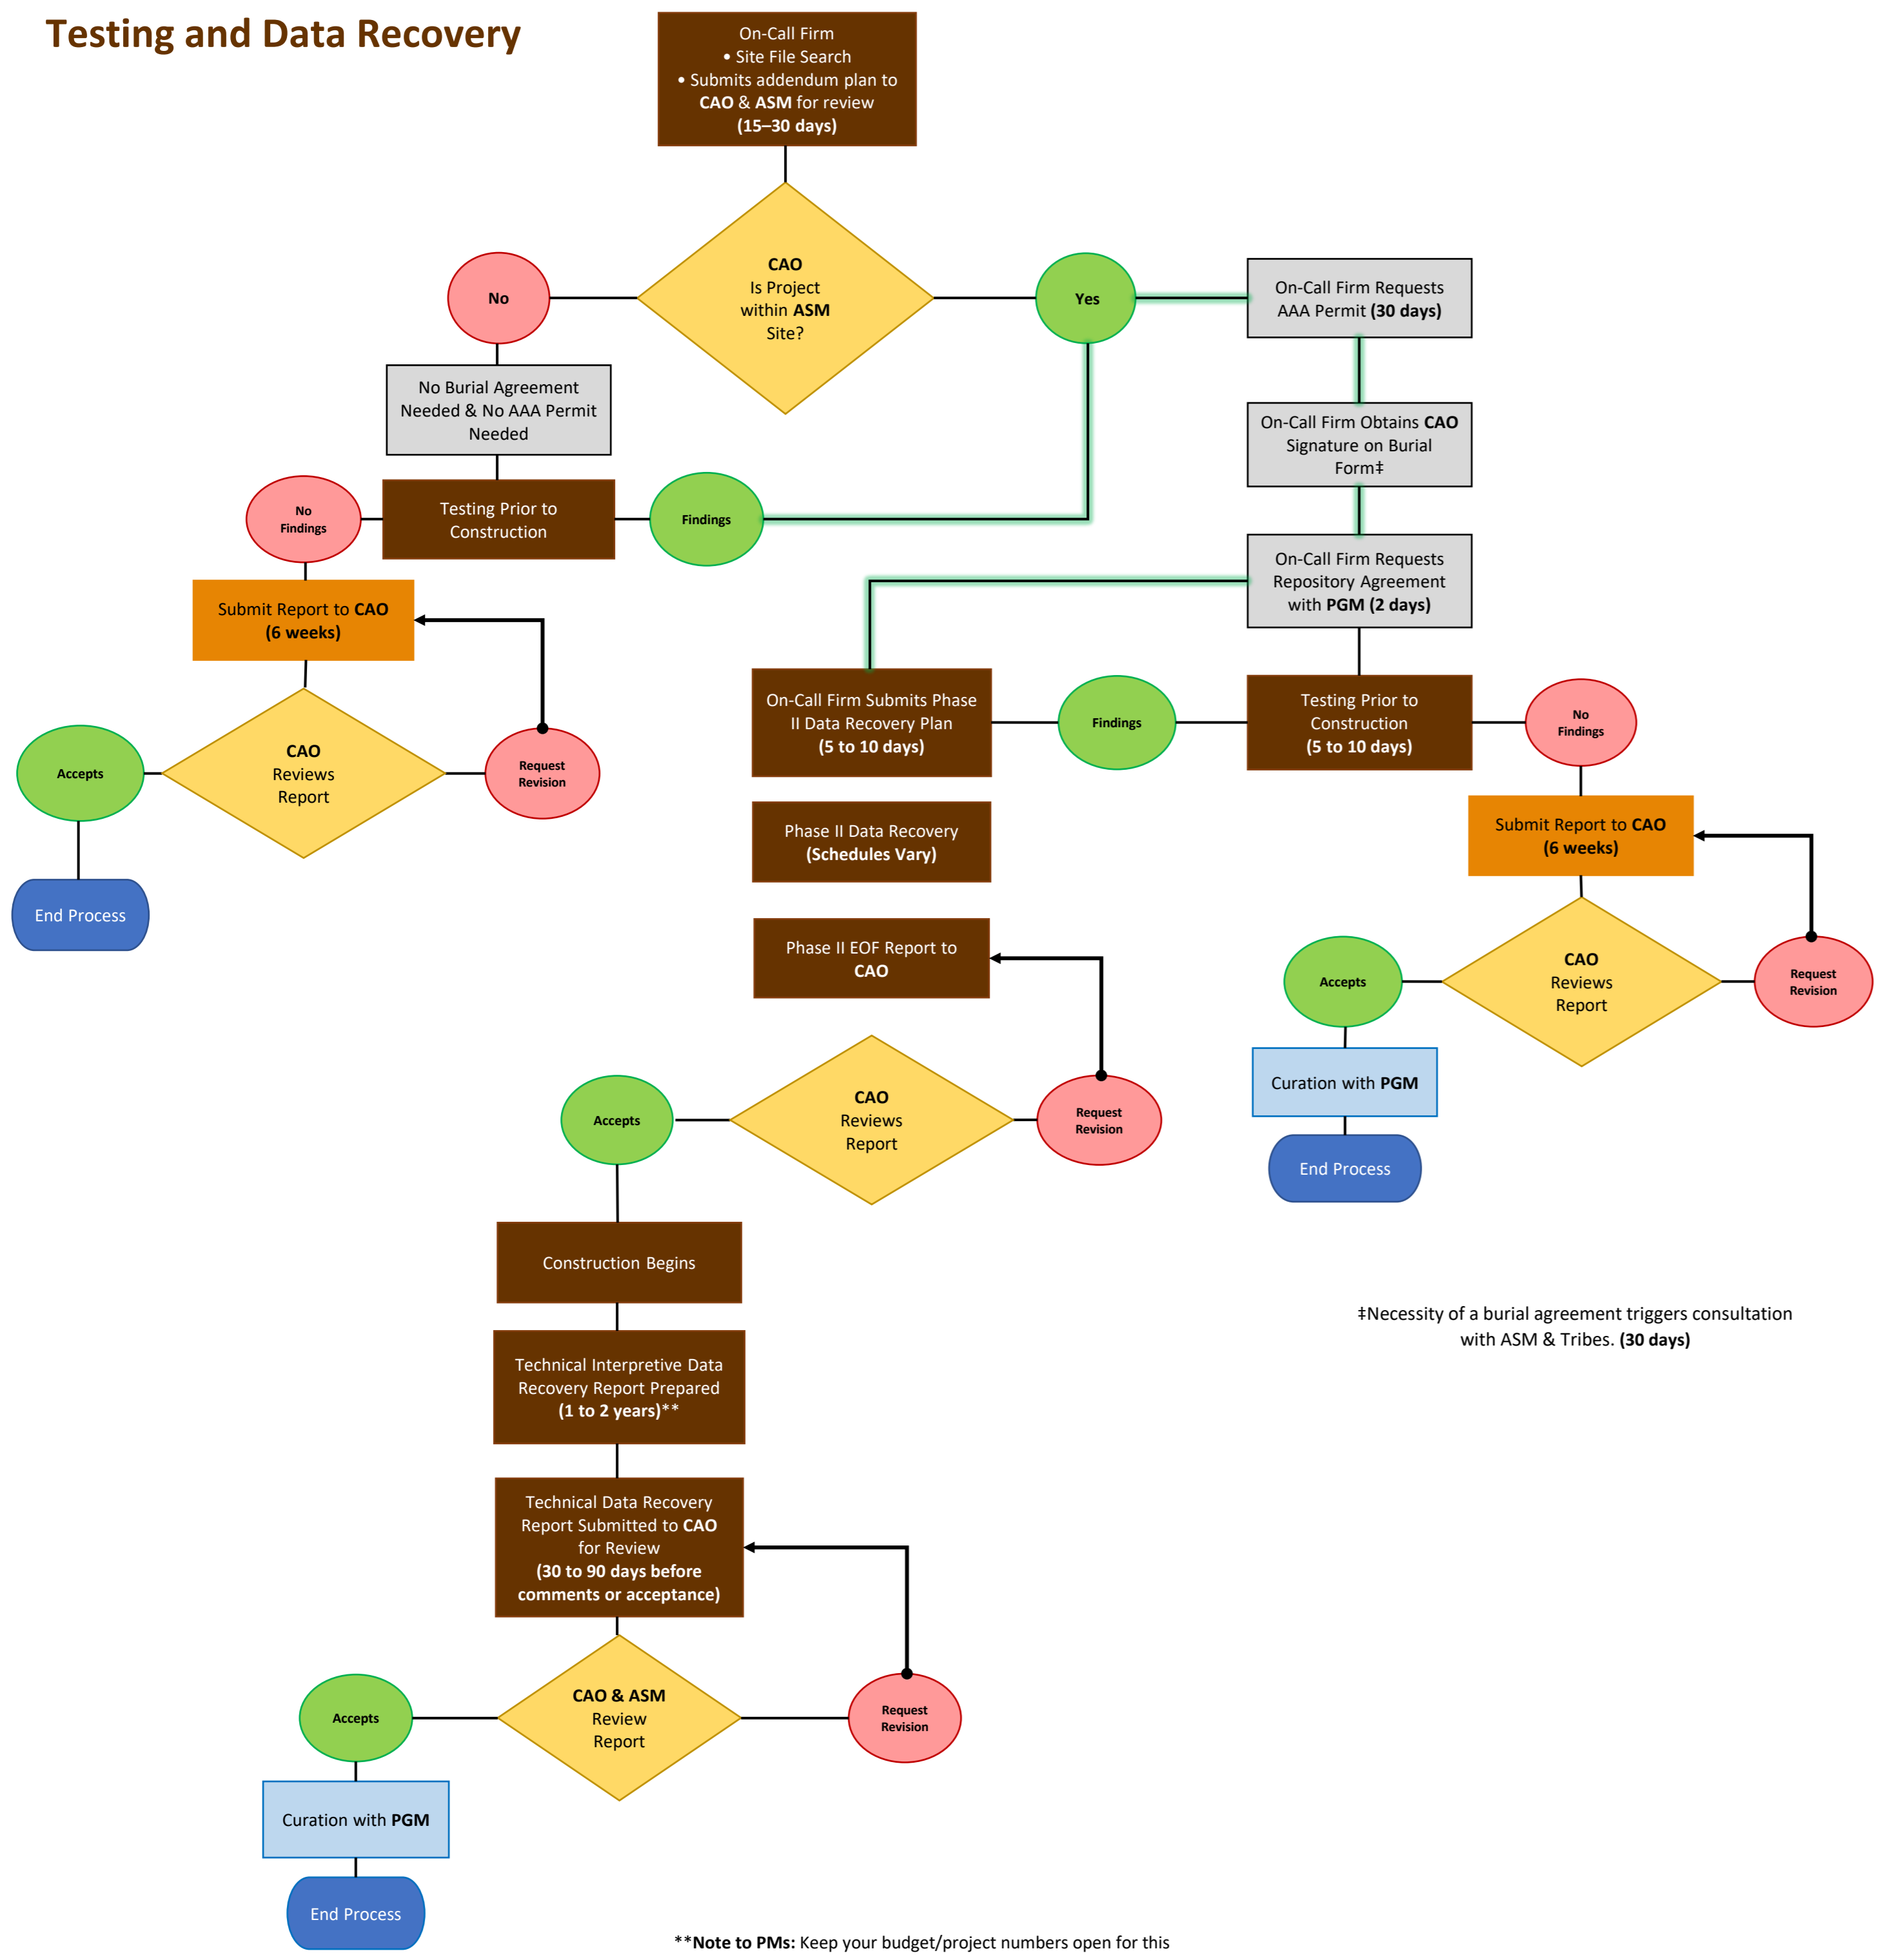 Testing and Data Recovery
On-Call Firm
• Site File Search
• Submits addendum plan to
CAO & ASM for review
(15–30 days)
CAO
Is Project
within ASM
Site?
No
Yes
On-Call Firm Requests
AAA Permit (30 days)
No Burial Agreement
Needed & No AAA Permit
Needed
On-Call Firm Obtains CAO
Signature on Burial
Form‡
No
Findings
Testing Prior to
Construction
Findings
On-Call Firm Requests
Repository Agreement
with PGM (2 days)
Submit Report to CAO
(6 weeks)
On-Call Firm Submits Phase
II Data Recovery Plan
(5 to 10 days)
Findings
Testing Prior to
Construction
(5 to 10 days)
No
Findings
Accepts
CAO
Reviews
Report
Request
Revision
Phase II Data Recovery
(Schedules Vary)
Submit Report to CAO
(6 weeks)
End Process
Phase II EOF Report to
CAO
Accepts
CAO
Reviews
Report
Request
Revision
Curation with PGM
End Process
Accepts
CAO
Reviews
Report
Request
Revision
Construction Begins
‡Necessity of a burial agreement triggers consultation
with ASM & Tribes. (30 days)
Technical Interpretive Data
Recovery Report Prepared
(1 to 2 years)**
Technical Data Recovery
Report Submitted to CAO
for Review
(30 to 90 days before
comments or acceptance)
Accepts
CAO & ASM
Review
Report
Request
Revision
Curation with PGM
End Process
**Note to PMs: Keep your budget/project numbers open for this